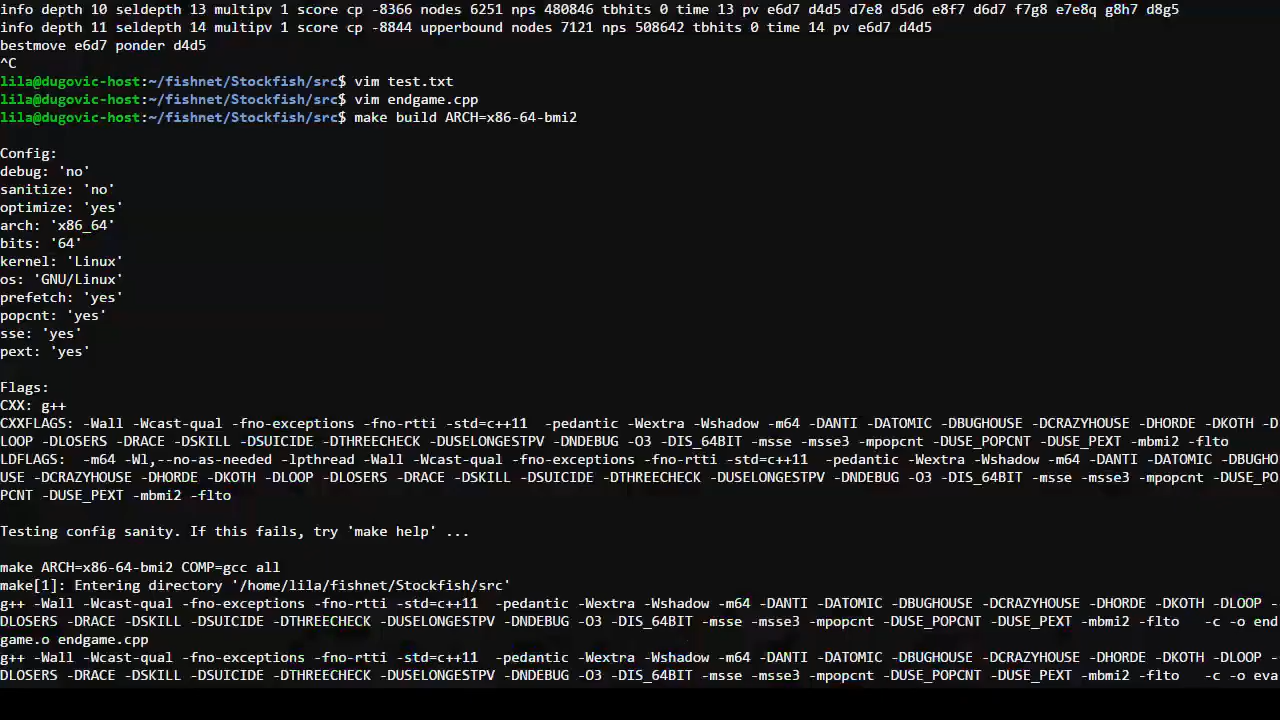 info depth 10 seldepth 13 multipv 1 score cp -8366 nodes 6251 nps 480846 tbhits 0 time 13 pv e6d7 d4d5 d7e8 d5d6 e8f7 d6d7 f7g8 e7e8q g8h7 d8g5
info depth 11 seldepth 14 multipv 1 score cp -8844 upperbound nodes 7121 nps 508642 tbhits 0 time 14 pv e6d7 d4d5
bestmove e6d7 ponder d4d5
^C
lila@dugovic-host:~/fishnet/Stockfish/src$ vim test.txt
lila@dugovic-host:~/fishnet/Stockfish/src$ vim endgame.cpp
lila@dugovic-host:~/fishnet/Stockfish/src$ make build ARCH=x86-64-bmi2
Config:
debug: 'no'
sanitize: 'no'
optimize: 'yes'
arch: 'x86_64'
bits: '64'
kernel: 'Linux'
os: 'GNU/Linux'
prefetch: 'yes'
popcnt: 'yes'
sse: 'yes'
pext: 'yes'
Flags:
CXX: g++
CXXFLAGS: -Wall -Wcast-qual -fno-exceptions -fno-rtti -std=c++11  -pedantic -Wextra -Wshadow -m64 -DANTI -DATOMIC -DBUGHOUSE -DCRAZYHOUSE -DHORDE -DKOTH -D
LOOP -DLOSERS -DRACE -DSKILL -DSUICIDE -DTHREECHECK -DUSELONGESTPV -DNDEBUG -O3 -DIS_64BIT -msse -msse3 -mpopcnt -DUSE_POPCNT -DUSE_PEXT -mbmi2 -flto
LDFLAGS:  -m64 -Wl,--no-as-needed -lpthread -Wall -Wcast-qual -fno-exceptions -fno-rtti -std=c++11  -pedantic -Wextra -Wshadow -m64 -DANTI -DATOMIC -DBUGHO
USE -DCRAZYHOUSE -DHORDE -DKOTH -DLOOP -DLOSERS -DRACE -DSKILL -DSUICIDE -DTHREECHECK -DUSELONGESTPV -DNDEBUG -O3 -DIS_64BIT -msse -msse3 -mpopcnt -DUSE_PO
PCNT -DUSE_PEXT -mbmi2 -flto
Testing config sanity. If this fails, try 'make help' ...
make ARCH=x86-64-bmi2 COMP=gcc all
make[1]: Entering directory '/home/lila/fishnet/Stockfish/src'
g++ -Wall -Wcast-qual -fno-exceptions -fno-rtti -std=c++11  -pedantic -Wextra -Wshadow -m64 -DANTI -DATOMIC -DBUGHOUSE -DCRAZYHOUSE -DHORDE -DKOTH -DLOOP -
DLOSERS -DRACE -DSKILL -DSUICIDE -DTHREECHECK -DUSELONGESTPV -DNDEBUG -O3 -DIS_64BIT -msse -msse3 -mpopcnt -DUSE_POPCNT -DUSE_PEXT -mbmi2 -flto   -c -o end
game.o endgame.cpp
g++ -Wall -Wcast-qual -fno-exceptions -fno-rtti -std=c++11  -pedantic -Wextra -Wshadow -m64 -DANTI -DATOMIC -DBUGHOUSE -DCRAZYHOUSE -DHORDE -DKOTH -DLOOP -
DLOSERS -DRACE -DSKILL -DSUICIDE -DTHREECHECK -DUSELONGESTPV -DNDEBUG -O3 -DIS_64BIT -msse -msse3 -mpopcnt -DUSE_POPCNT -DUSE_PEXT -mbmi2 -flto   -c -o eva